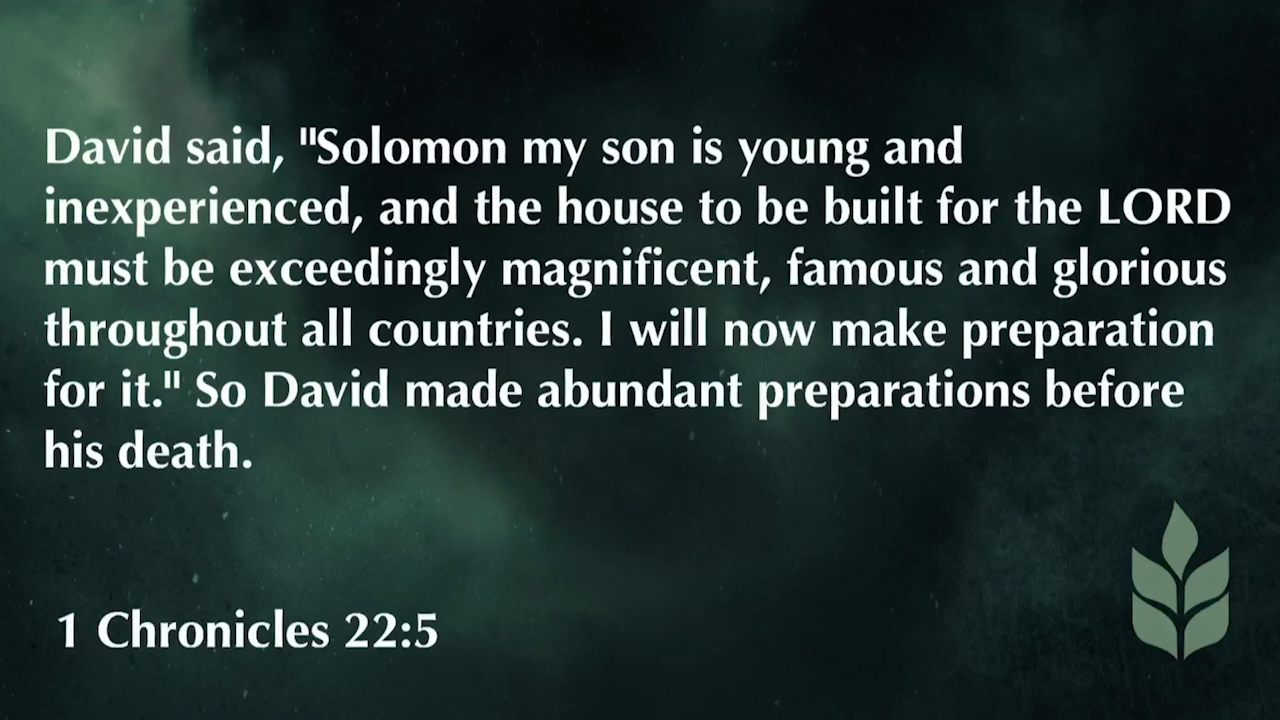 David said, "Solomon my son is young and
inexperienced, and the house to be built for the LORD
must be exceedingly magnificent, famous and glorious
throughout all countries. I will now make preparation
for it." So David made abundant preparations before
his death.
1 Chronicles 22:5